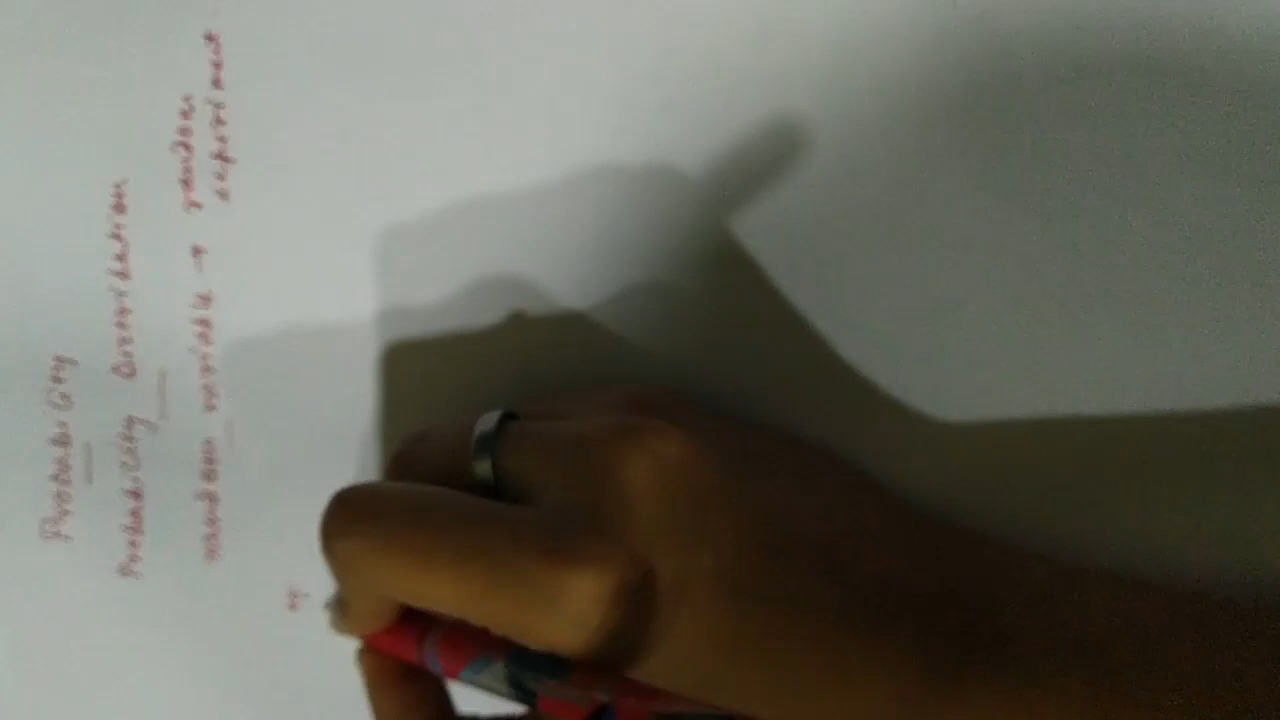 Probability
Probability Distribution
random variable → random
experiment